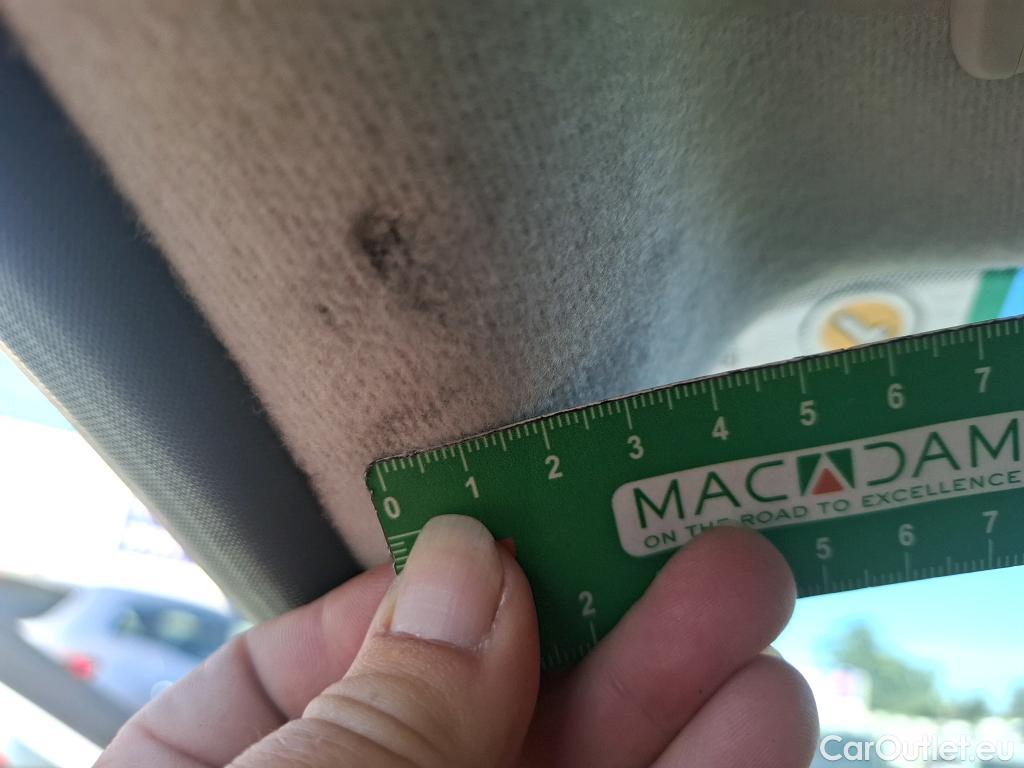 0 1 2 3 4 5 6 7
MACADAM
ON THE ROAD TO EXCELLENCE
2 5 6 7
CarOutlet.eu